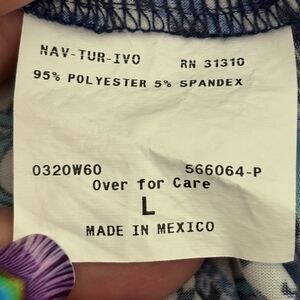 NAV-TUR-IVO RN 31310
95% POLYESTER 5% SPANDEX
0320W60 566064-P
Over for Care
L
MADE IN MEXICO